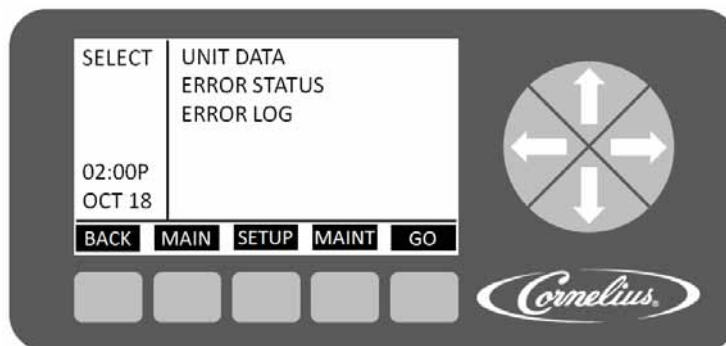 SELECT
UNIT DATA
ERROR STATUS
ERROR LOG
02:00P
OCT 18
BACK MAIN SETUP MAINT GO
Cornelius.